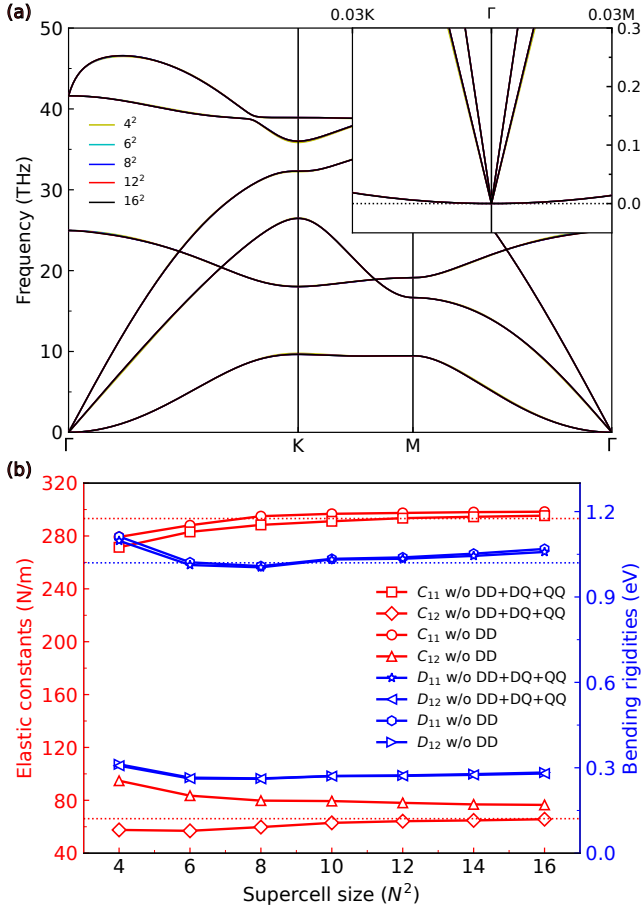 (a)
0.03K
Γ
0.03M
50
40
30
20
10
0
Frequency (THz)
4²
6²
8²
12²
16²
0.3
0.2
0.1
0.0
Γ
K
M
Γ
(b)
320
280
240
200
160
120
80
40
Elastic constants (N/m)
1.2
0.9
0.6
0.3
0.0
Bending rigidities (eV)
C₁₁ w/o DD+DQ+QQ
C₁₂ w/o DD+DQ+QQ
C₁₁ w/o DD
C₁₂ w/o DD
D₁₁ w/o DD+DQ+QQ
D₁₂ w/o DD+DQ+QQ
D₁₁ w/o DD
D₁₂ w/o DD
4
6
8
10
12
14
16
Supercell size (N²)